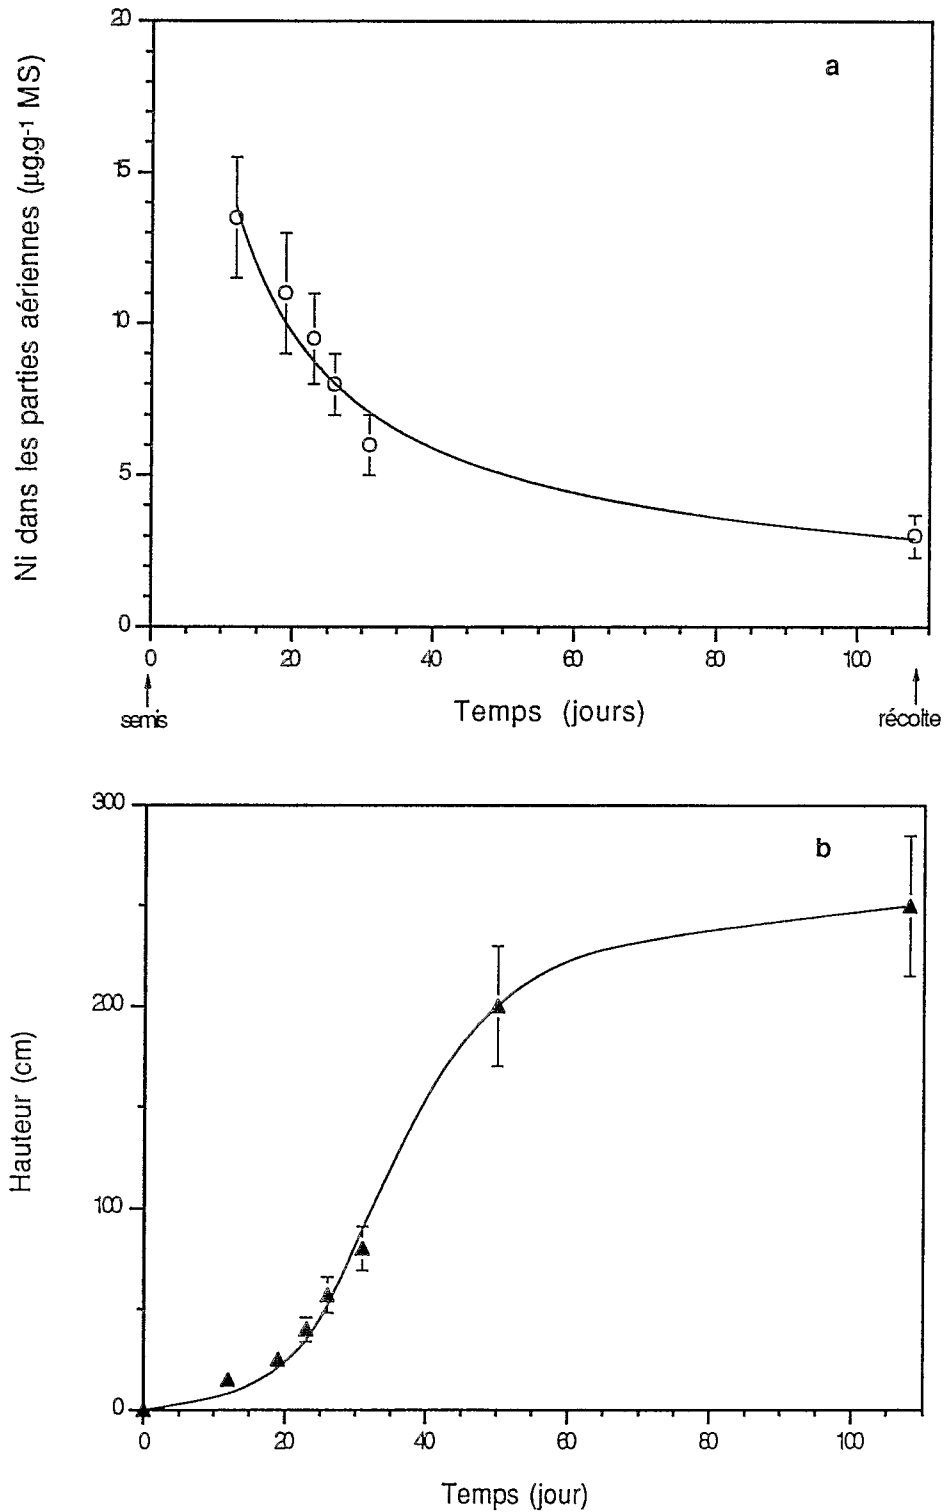 20
a
15
10
5
0
Ni dans les parties aériennes (µg.g-¹ MS)
0 20 40 60 80 100
semis
Temps (jours)
récolte
300
b
200
100
0
Hauteur (cm)
0 20 40 60 80 100
Temps (jour)